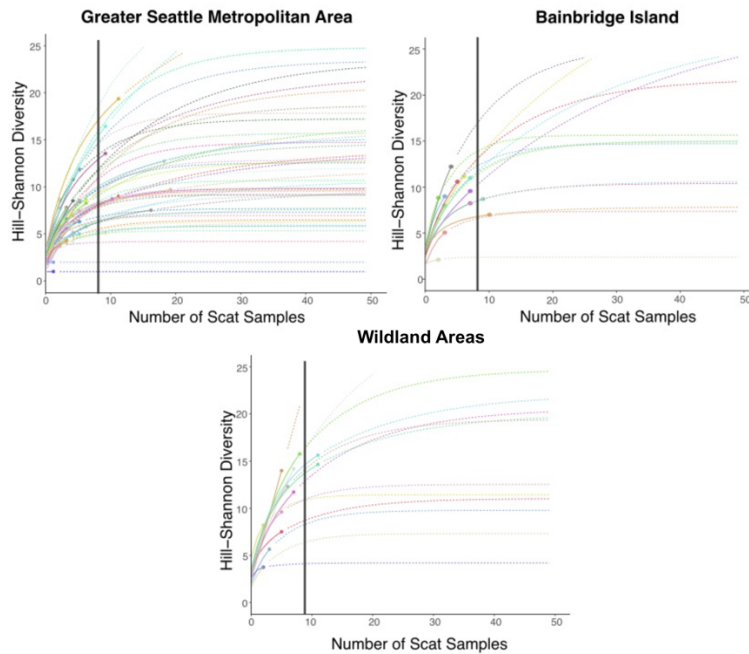 Greater Seattle Metropolitan Area
Hill−Shannon Diversity
25
20
15
10
5
0
0 10 20 30 40 50
Number of Scat Samples
Bainbridge Island
Hill−Shannon Diversity
25
20
15
10
5
0
0 10 20 30 40 50
Number of Scat Samples
Wildland Areas
Hill−Shannon Diversity
25
20
15
10
5
0
0 10 20 30 40 50
Number of Scat Samples